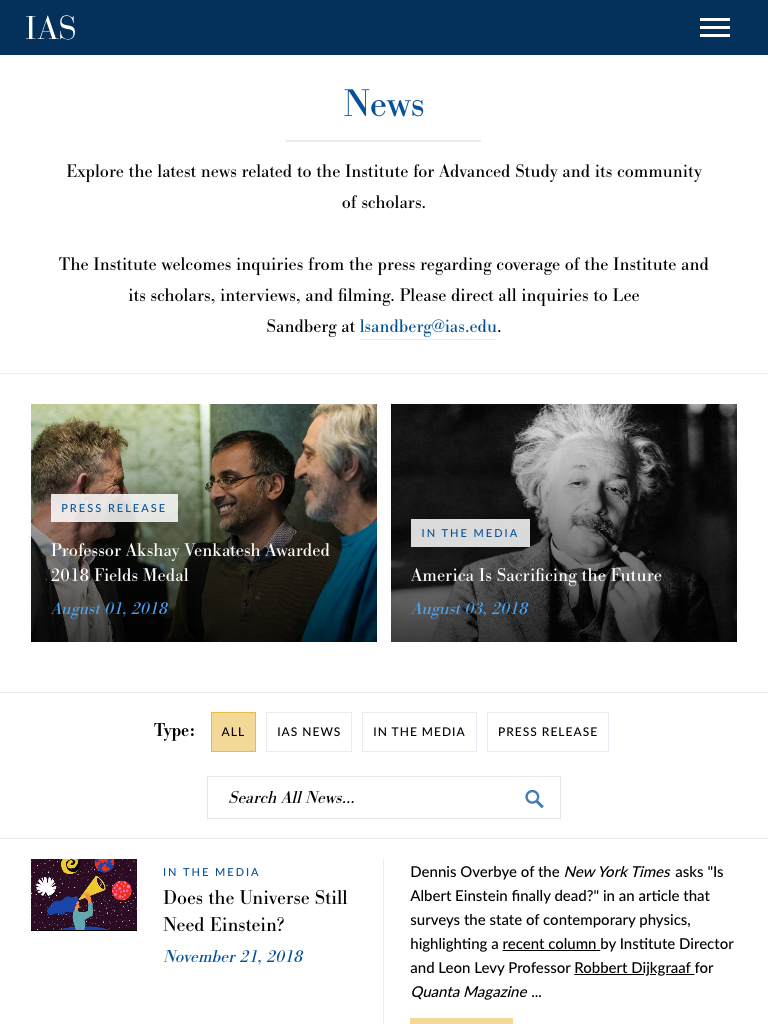 IAS
News
Explore the latest news related to the Institute for Advanced Study and its community
of scholars.
The Institute welcomes inquiries from the press regarding coverage of the Institute and
its scholars, interviews, and filming. Please direct all inquiries to Lee
Sandberg at lsandberg@ias.edu.
PRESS RELEASE
Professor Akshay Venkatesh Awarded
2018 Fields Medal
August 01, 2018
IN THE MEDIA
America Is Sacrificing the Future
August 03, 2018
Type: ALL IAS NEWS IN THE MEDIA PRESS RELEASE
Search All News...
IN THE MEDIA
Does the Universe Still
Need Einstein?
November 21, 2018
Dennis Overbye of the New York Times asks "Is
Albert Einstein finally dead?" in an article that
surveys the state of contemporary physics,
highlighting a recent column by Institute Director
and Leon Levy Professor Robbert Dijkgraaf for
Quanta Magazine ...